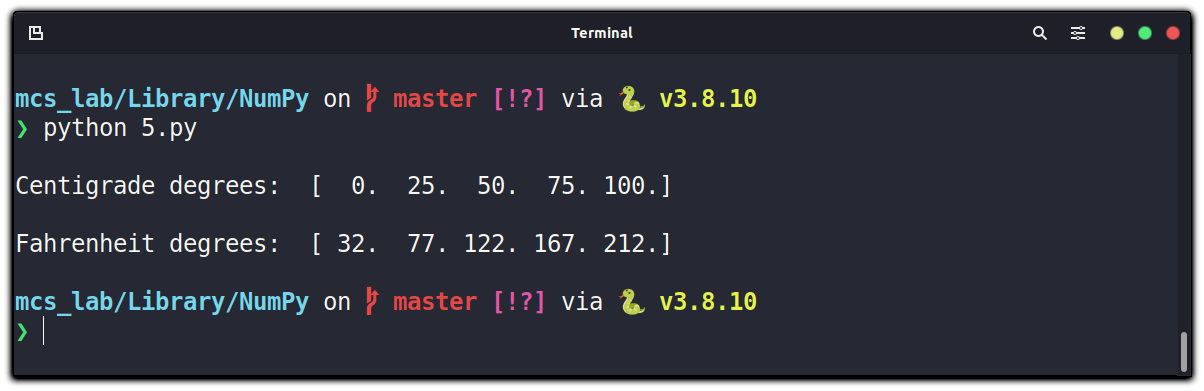 Terminal
mcs_lab/Library/NumPy on master [!?] via 🐍 v3.8.10
❯ python 5.py
Centigrade degrees:  [  0.  25.  50.  75. 100.]
Fahrenheit degrees:  [ 32.  77. 122. 167. 212.]
mcs_lab/Library/NumPy on master [!?] via 🐍 v3.8.10
❯